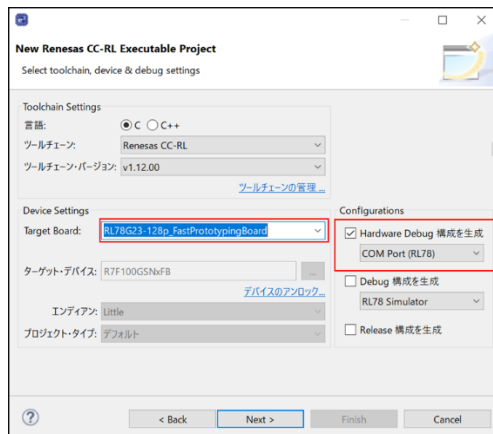 New Renesas CC-RL Executable Project
Select toolchain, device & debug settings
Toolchain Settings
言語: C C++
ツールチェーン: Renesas CC-RL
ツールチェーン・バージョン: v1.12.00
ツールチェーンの管理 ...
Device Settings
Target Board: RL78G23-128p_FastPrototypingBoard
ターゲット・デバイス: R7F100GSNxFB ...
デバイスのアンロック...
エンディアン: Little
プロジェクト・タイプ: デフォルト
Configurations
Hardware Debug 構成を生成
COM Port (RL78)
Debug 構成を生成
RL78 Simulator
Release 構成を生成
? < Back Next > Finish Cancel